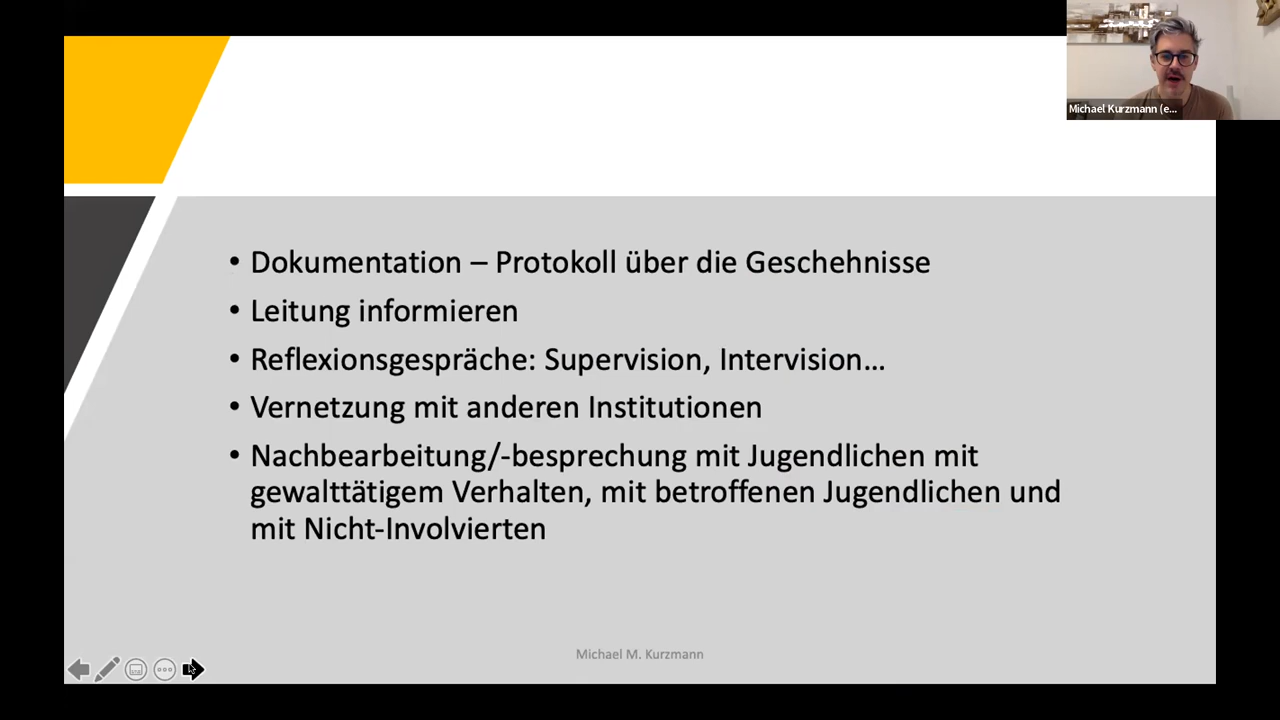 Michael Kurzmann (e...
• Dokumentation – Protokoll über die Geschehnisse
• Leitung informieren
• Reflexionsgespräche: Supervision, Intervision…
• Vernetzung mit anderen Institutionen
• Nachbearbeitung/-besprechung mit Jugendlichen mit
gewalttätigem Verhalten, mit betroffenen Jugendlichen und
mit Nicht-Involvierten
Michael M. Kurzmann